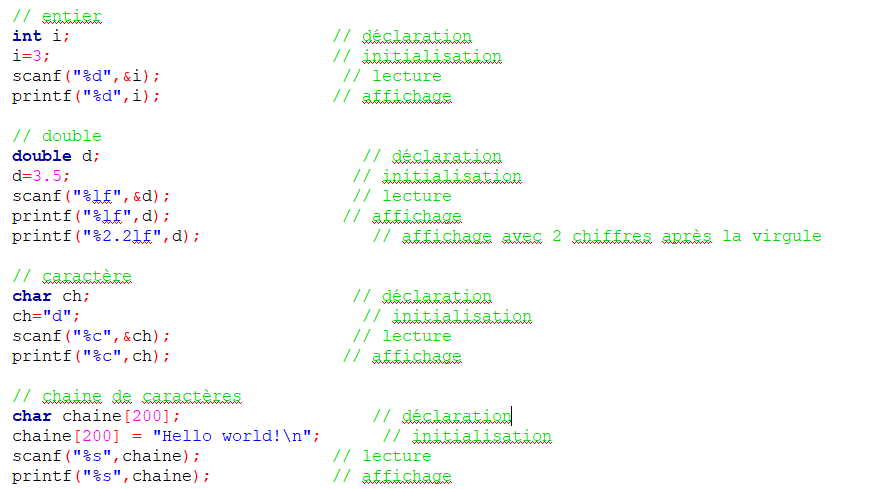 // entier
int i; // déclaration
i=3; // initialisation
scanf("%d",&i); // lecture
printf("%d",i); // affichage
// double
double d; // déclaration
d=3.5; // initialisation
scanf("%lf",&d); // lecture
printf("%lf",d); // affichage
printf("%2.2lf",d); // affichage avec 2 chiffres après la virgule
// caractère
char ch; // déclaration
ch="d"; // initialisation
scanf("%c",&ch); // lecture
printf("%c",ch); // affichage
// chaine de caractères
char chaine[200]; // déclaration
chaine[200] = "Hello world!\n"; // initialisation
scanf("%s",chaine); // lecture
printf("%s",chaine); // affichage